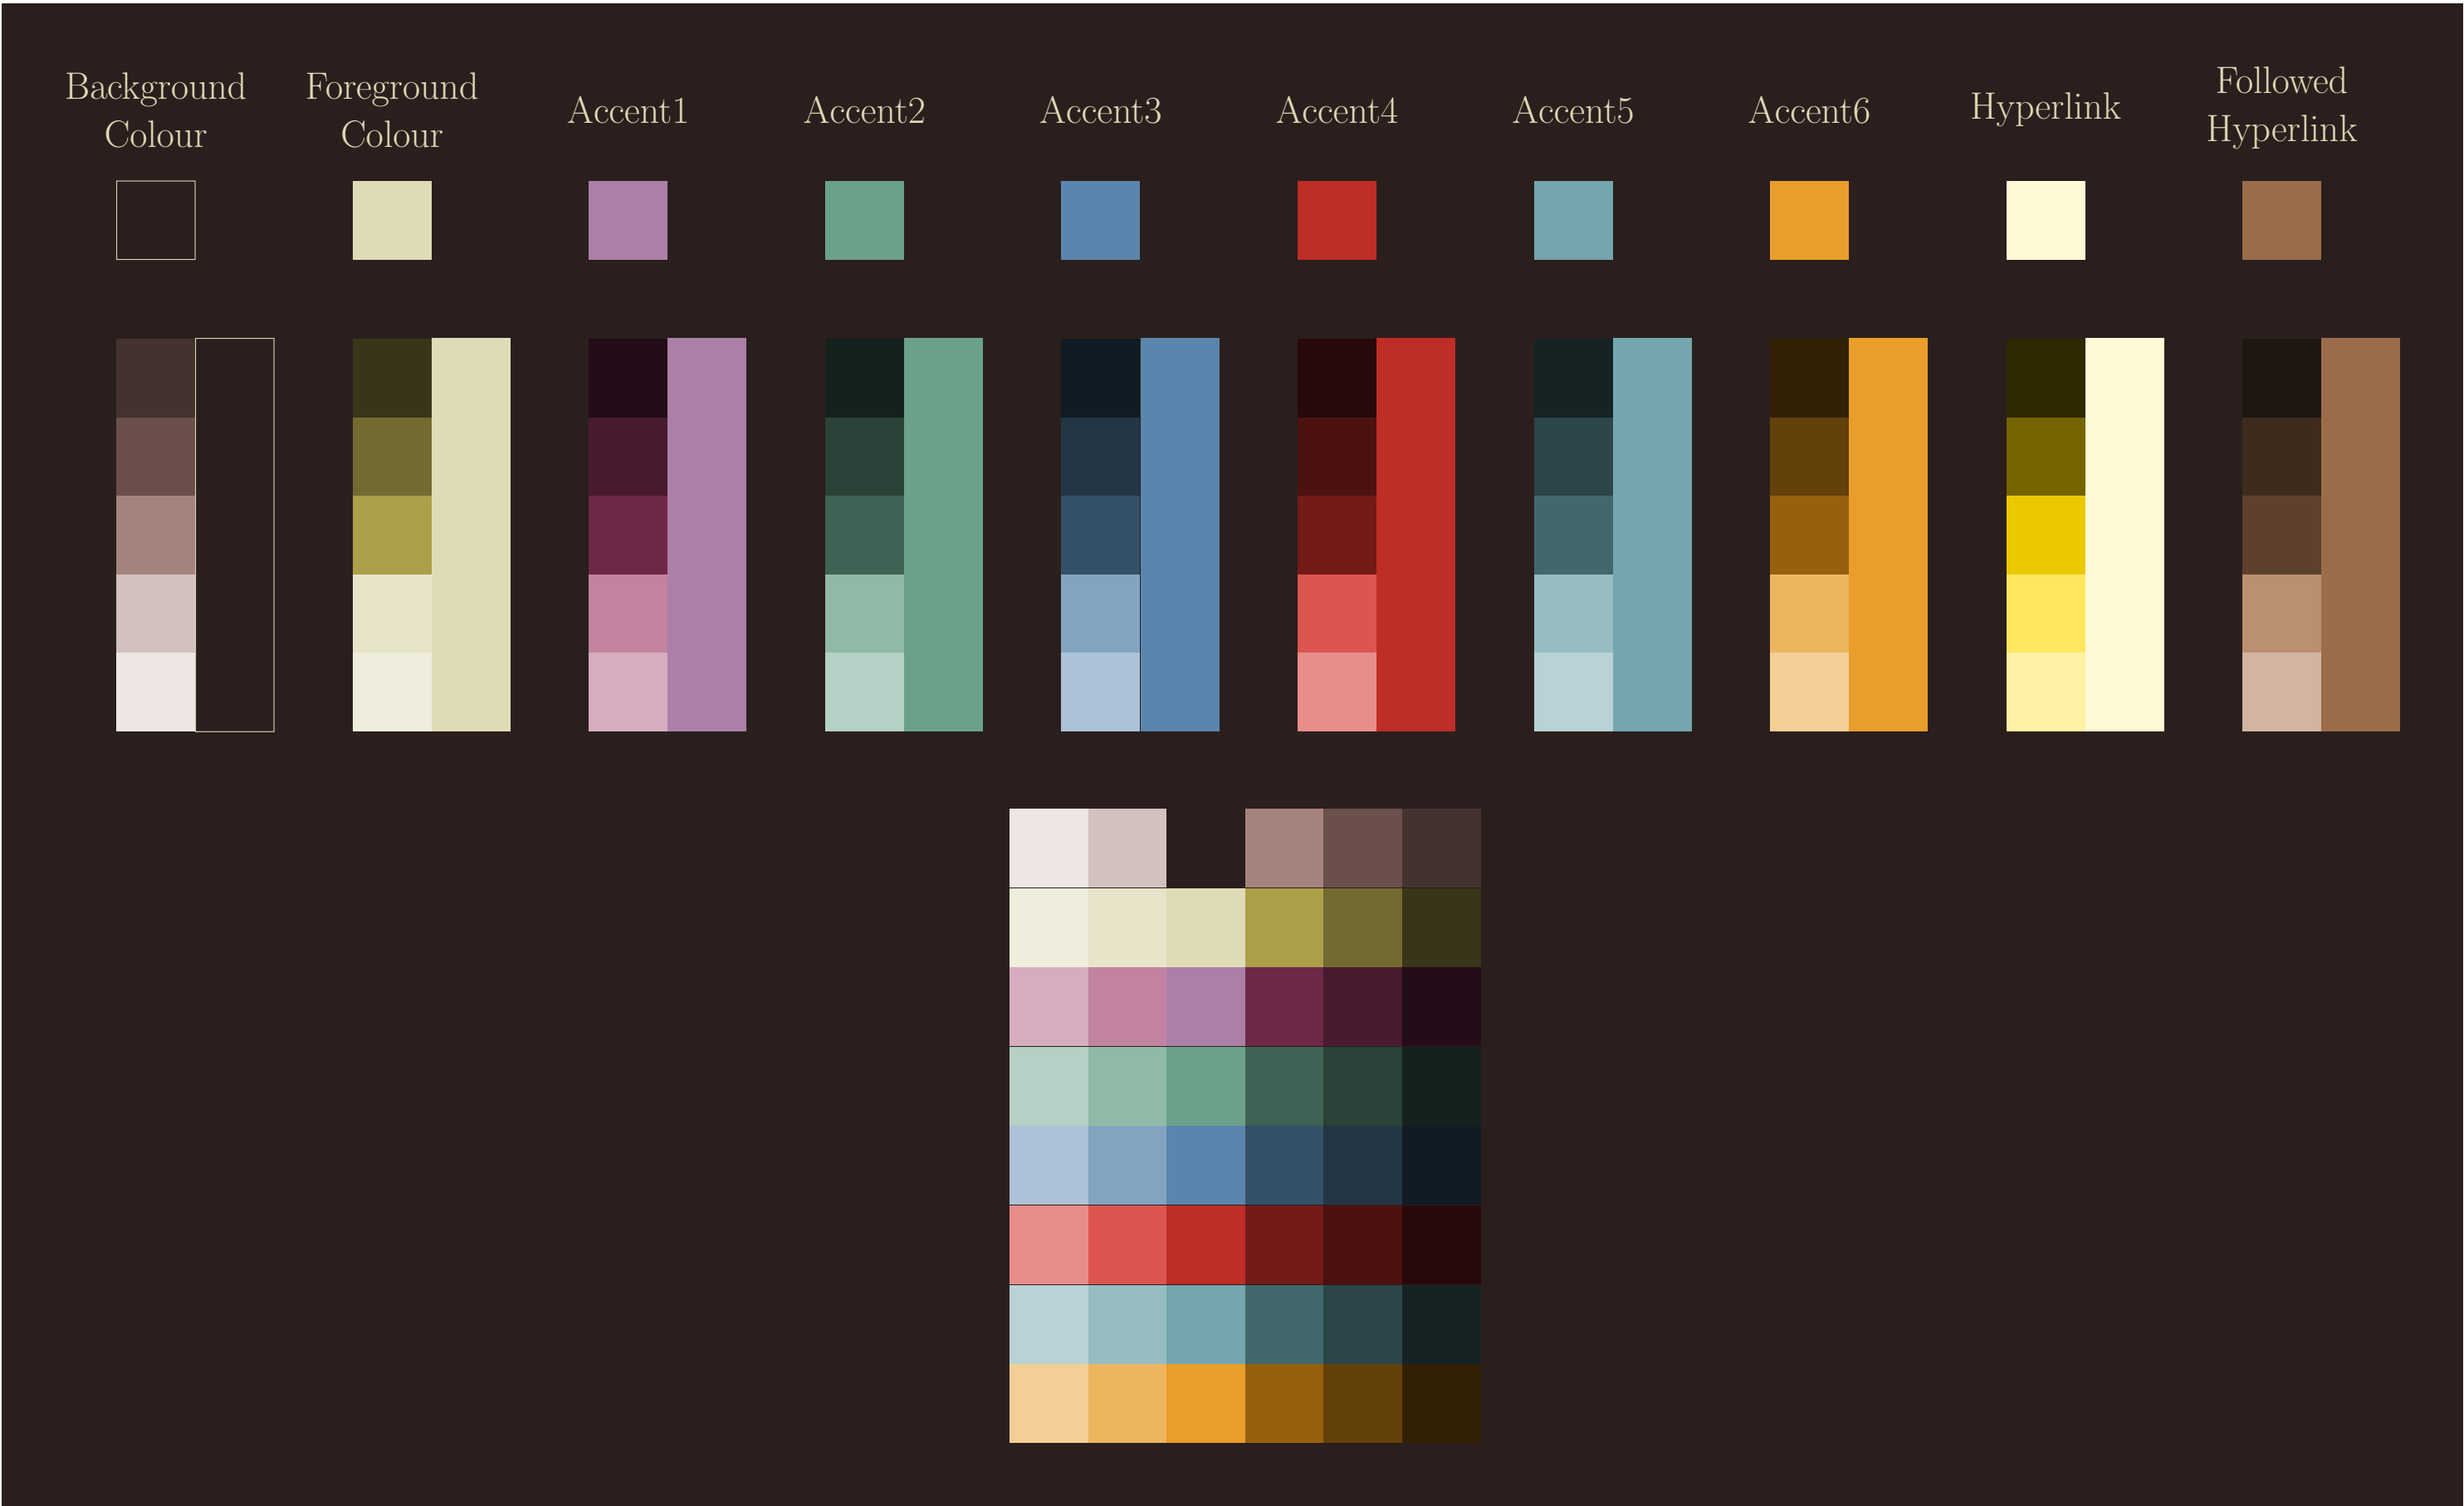 Background
Colour
Foreground
Colour
Accent1
Accent2
Accent3
Accent4
Accent5
Accent6
Hyperlink
Followed
Hyperlink